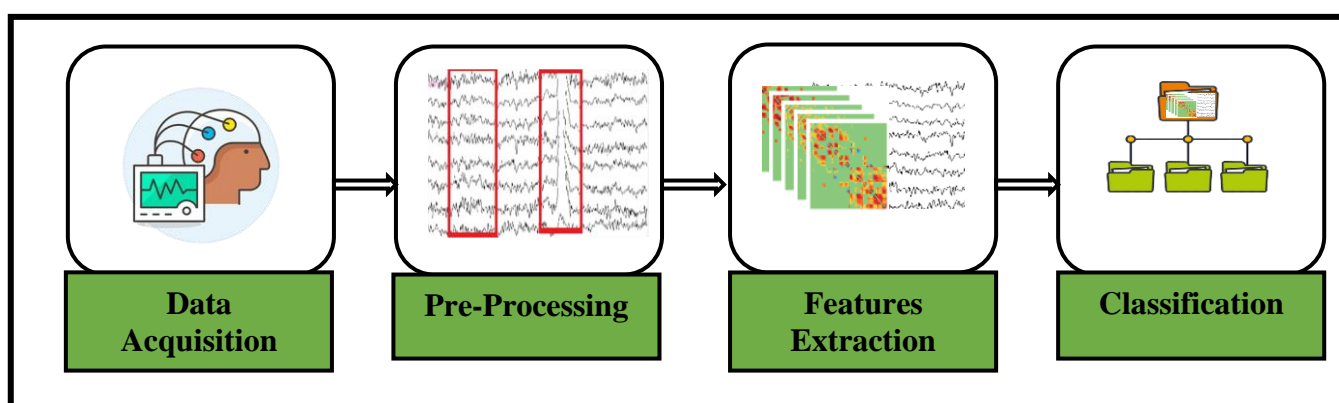 Data
Acquisition
Pre-Processing
Features
Extraction
Classification